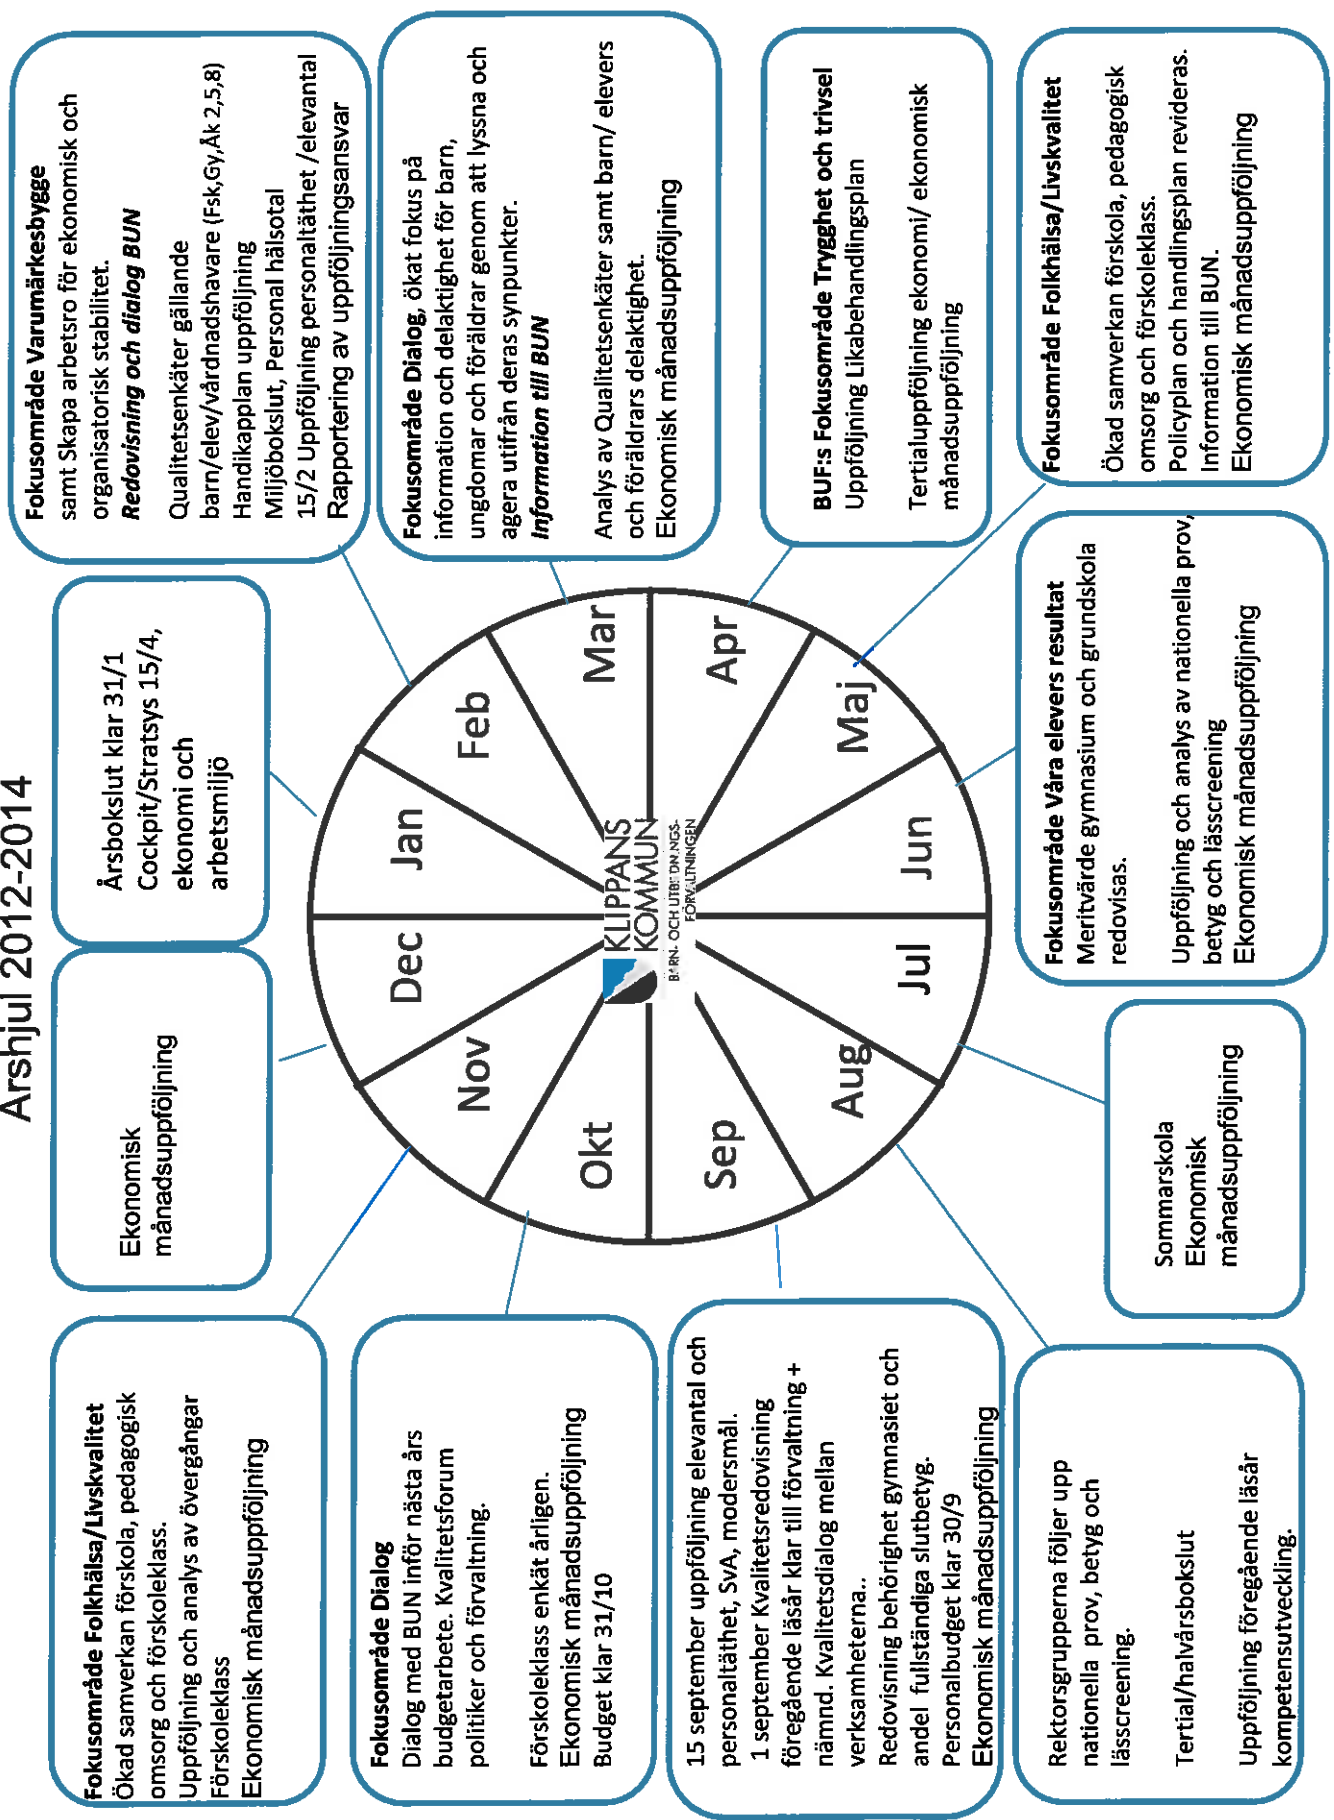 Årshjul 2012-2014
Årsbokslut klar 31/1
Cockpit/Stratsys 15/4,
ekonomi och
arbetsmiljö
Fokusområde Varumärkesbygge
samt Skapa arbetsro för ekonomisk och
organisatorisk stabilitet.
Redovisning och dialog BUN
Qualitetsenkäter gällande
barn/elev/vårdnadshavare (Fsk,Gy,Åk 2,5,8)
Handikapplan uppföljning
Miljöbokslut, Personal hälsotal
15/2 Uppföljning personaltäthet /elevantal
Rapportering av uppföljningsansvar
Fokusområde Dialog, ökat fokus på
information och delaktighet för barn,
ungdomar och föräldrar genom att lyssna och
agera utifrån deras synpunkter.
Information till BUN
Analys av Qualitetsenkäter samt barn/ elevers
och föräldrars delaktighet.
Ekonomisk månadsuppföljning
BUF:s Fokusområde Trygghet och trivsel
Uppföljning Likabehandlingsplan
Tertialuppföljning ekonomi/ ekonomisk
månadsuppföljning
Fokusområde Folkhälsa/Livskvalitet
Ökad samverkan förskola, pedagogisk
omsorg och förskoleklass.
Policyplan och handlingsplan revideras.
Information till BUN.
Ekonomisk månadsuppföljning
Fokusområde Våra elevers resultat
Meritvärde gymnasium och grundskola
redovisas.
Uppföljning och analys av nationella prov,
betyg och lässcreening
Ekonomisk månadsuppföljning
Sommarskola
Ekonomisk
månadsuppföljning
Rektorsgrupperna följer upp
nationella prov, betyg och
lässcreening.
Tertial/halvårsbokslut
Uppföljning föregående läsår
kompetensutveckling.
15 september uppföljning elevantal och
personaltäthet, SvA, modersmål.
1 september Kvalitetsredovisning
föregående läsår klar till förvaltning +
nämnd. Kvalitetsdialog mellan
verksamheterna..
Redovisning behörighet gymnasiet och
andel fullständiga slutbetyg.
Personalbudget klar 30/9
Ekonomisk månadsuppföljning
Fokusområde Dialog
Dialog med BUN inför nästa års
budgetarbete. Kvalitetsforum
politiker och förvaltning.
Förskoleklass enkät årligen.
Ekonomisk månadsuppföljning
Budget klar 31/10
Fokusområde Folkhälsa/Livskvalitet
Ökad samverkan förskola, pedagogisk
omsorg och förskoleklass.
Uppföljning och analys av övergångar
Förskoleklass
Ekonomisk månadsuppföljning
Ekonomisk
månadsuppföljning
Jan
Feb
Mar
Apr
Maj
Jun
Jul
Aug
Sep
Okt
Nov
Dec
KLIPPANS
KOMMUN
BARN- OCH UTBILDNINGS-
FÖRVALTNINGEN